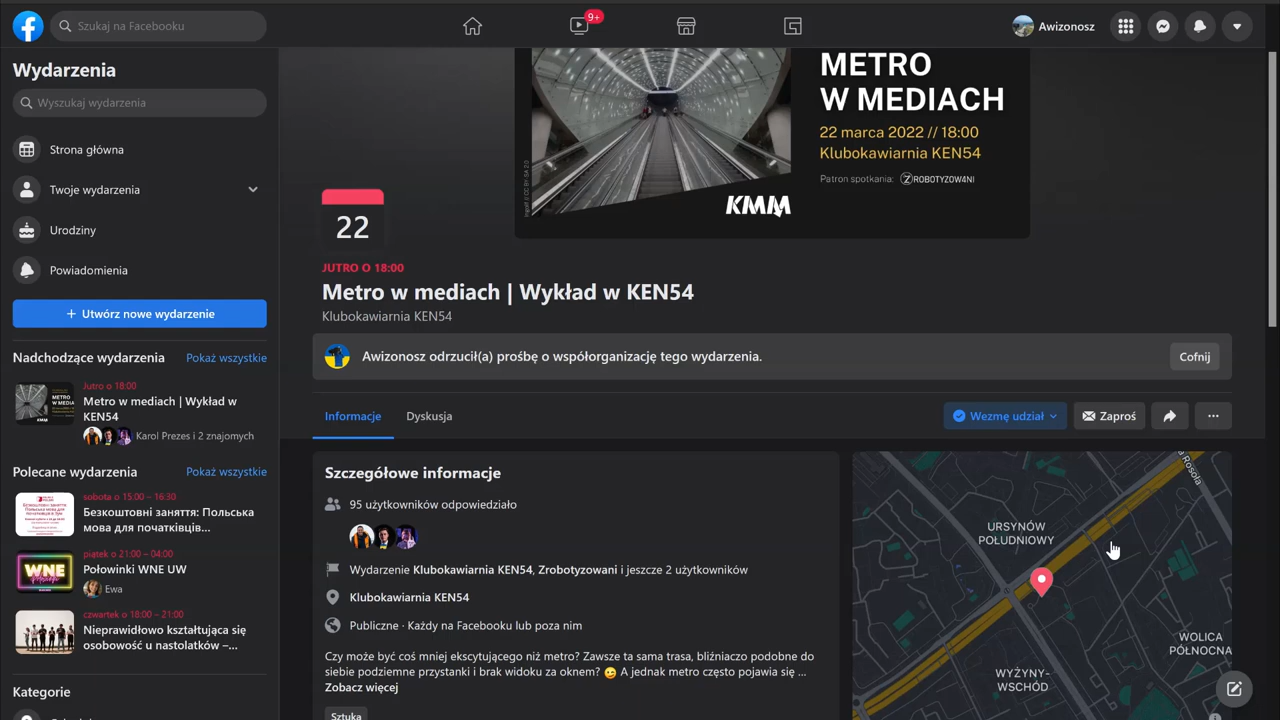 Szukaj na Facebooku
9+
Awizonosz
Wydarzenia
Wyszukaj wydarzenia
Strona główna
Twoje wydarzenia
Urodziny
Powiadomienia
+ Utwórz nowe wydarzenie
Nadchodzące wydarzenia
Pokaż wszystkie
Jutro o 18:00
Metro w mediach | Wykład w
KEN54
Karol Prezes i 2 znajomych
Polecane wydarzenia
Pokaż wszystkie
sobota o 15:00 – 16:30
Безкоштовні заняття: Польська
мова для початківців...
piątek o 21:00 – 04:00
Połowinki WNE UW
Ewa
czwartek o 18:00 – 21:00
Nieprawidłowo kształtująca się
osobowość u nastolatków –...
Kategorie
METRO
W MEDIACH
22 marca 2022 // 18:00
Klubokawiarnia KEN54
Patron spotkania: ZROBOTYZOW4NI
KMM
22
JUTRO O 18:00
Metro w mediach | Wykład w KEN54
Klubokawiarnia KEN54
Awizonosz odrzucił(a) prośbę o współorganizację tego wydarzenia.
Cofnij
Informacje
Dyskusja
Wezmę udział
Zaproś
Szczegółowe informacje
95 użytkowników odpowiedziało
Wydarzenie Klubokawiarnia KEN54, Zrobotyzowani i jeszcze 2 użytkowników
Klubokawiarnia KEN54
Publiczne · Każdy na Facebooku lub poza nim
Czy może być coś mniej ekscytującego niż metro? Zawsze ta sama trasa, bliźniaczo podobne do
siebie podziemne przystanki i brak widoku za oknem? 😜 A jednak metro często pojawia się ...
Zobacz więcej
Sztuka
URSYNÓW
POŁUDNIOWY
WOLICA
PÓŁNOCNA
WYŻYNY-
WSCHÓD